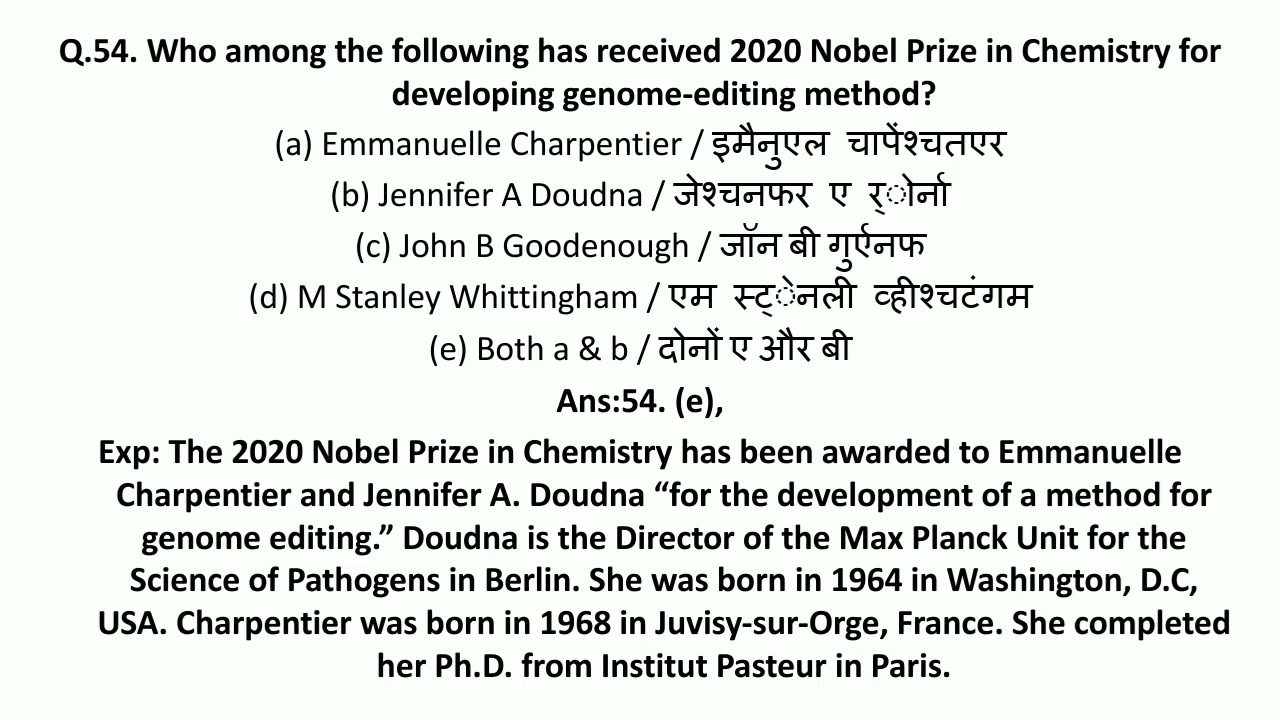 Q.54. Who among the following has received 2020 Nobel Prize in Chemistry for
developing genome-editing method?
(a) Emmanuelle Charpentier / इमैनुएल चापेंश्चतएर
(b) Jennifer A Doudna / जेश्चनफर ए र्ोर्ना
(c) John B Goodenough / जॉन बी गुर्एनफ
(d) M Stanley Whittingham / एम स्ट्ेनली व्हीश्चटंगम
(e) Both a & b / दोनों ए और बी
Ans:54. (e),
Exp: The 2020 Nobel Prize in Chemistry has been awarded to Emmanuelle
Charpentier and Jennifer A. Doudna “for the development of a method for
genome editing.” Doudna is the Director of the Max Planck Unit for the
Science of Pathogens in Berlin. She was born in 1964 in Washington, D.C,
USA. Charpentier was born in 1968 in Juvisy-sur-Orge, France. She completed
her Ph.D. from Institut Pasteur in Paris.